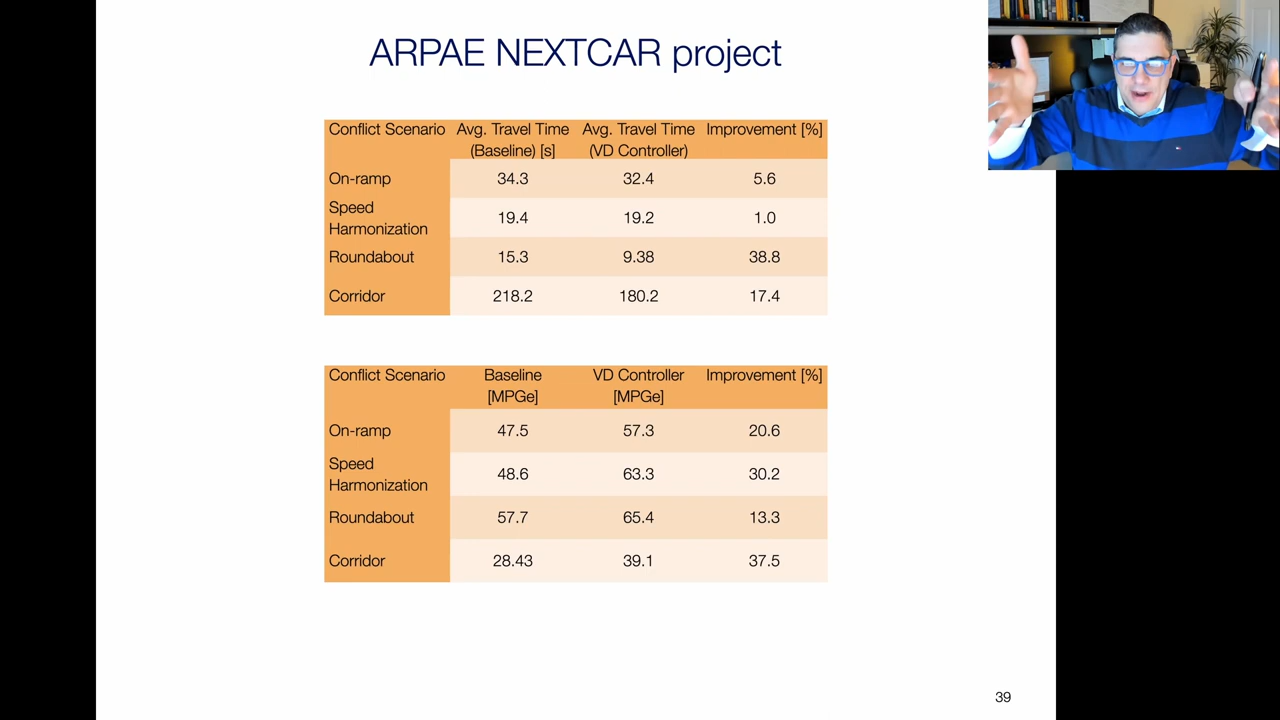 ARPAE NEXTCAR project
Conflict Scenario Avg. Travel Time (Baseline) [s] Avg. Travel Time (VD Controller) Improvement [%]
On-ramp 34.3 32.4 5.6
Speed Harmonization 19.4 19.2 1.0
Roundabout 15.3 9.38 38.8
Corridor 218.2 180.2 17.4
Conflict Scenario Baseline [MPGe] VD Controller [MPGe] Improvement [%]
On-ramp 47.5 57.3 20.6
Speed Harmonization 48.6 63.3 30.2
Roundabout 57.7 65.4 13.3
Corridor 28.43 39.1 37.5
39